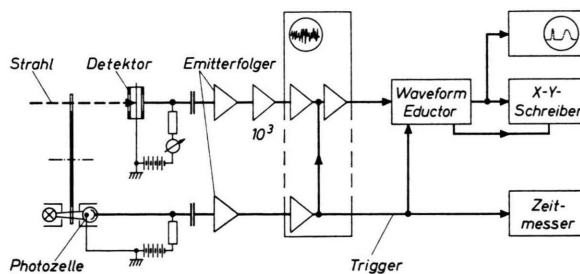 Strahl
Detektor
Emitterfolger
10³
Waveform
Eductor
X-Y-
Schreiber
Photozelle
Trigger
Zeit-
messer